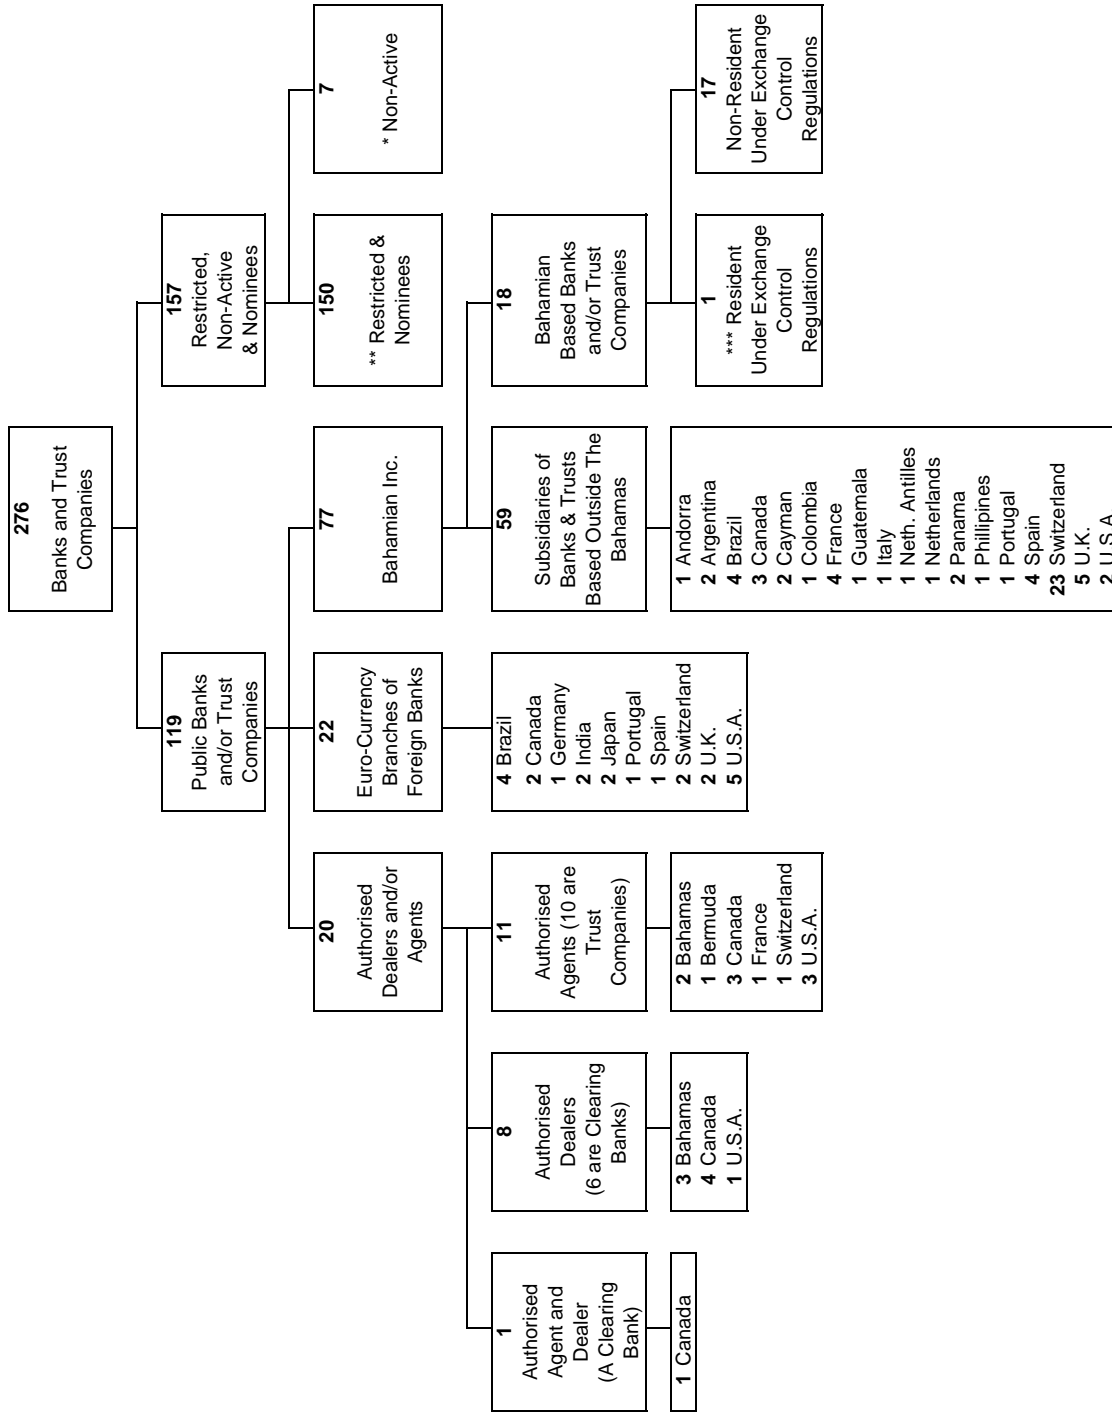 276
Banks and Trust
Companies
119
Public Banks
and/or Trust
Companies
157
Restricted,
Non-Active
& Nominees
20
Authorised
Dealers and/or
Agents
22
Euro-Currency
Branches of
Foreign Banks
77
Bahamian Inc.
150
** Restricted &
Nominees
7
* Non-Active
1
Authorised
Agent and
Dealer
(A Clearing
Bank)
8
Authorised
Dealers
(6 are Clearing
Banks)
11
Authorised
Agents (10 are
Trust
Companies)
4 Brazil
2 Canada
1 Germany
2 India
2 Japan
1 Portugal
1 Spain
2 Switzerland
2 U.K.
5 U.S.A.
59
Subsidiaries of
Banks & Trusts
Based Outside The
Bahamas
18
Bahamian
Based Banks
and/or Trust
Companies
1 Canada
3 Bahamas
4 Canada
1 U.S.A.
2 Bahamas
1 Bermuda
3 Canada
1 France
1 Switzerland
3 U.S.A.
1 Andorra
2 Argentina
4 Brazil
3 Canada
2 Cayman
1 Colombia
4 France
1 Guatemala
1 Italy
1 Neth. Antilles
1 Netherlands
2 Panama
1 Phillipines
1 Portugal
4 Spain
23 Switzerland
5 U.K.
2 U.S.A.
1
*** Resident
Under Exchange
Control
Regulations
17
Non-Resident
Under Exchange
Control
Regulations